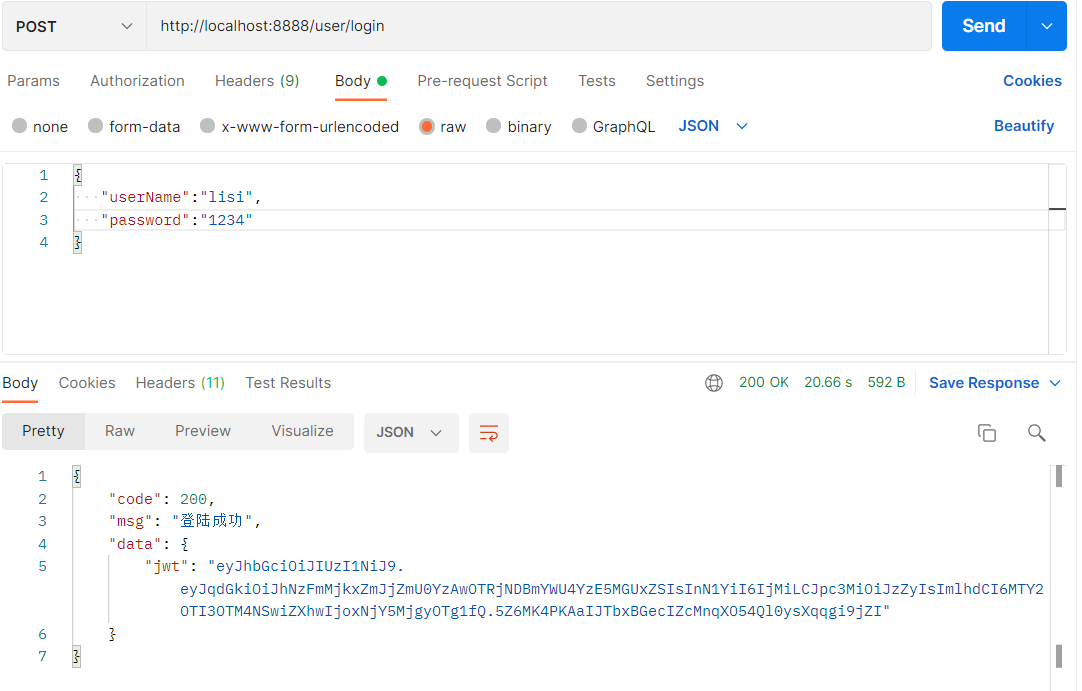 POST http://localhost:8888/user/login Send
Params Authorization Headers (9) Body Pre-request Script Tests Settings Cookies
none form-data x-www-form-urlencoded raw binary GraphQL JSON Beautify
1 {
2 "userName":"lisi",
3 "password":"1234"
4 }
Body Cookies Headers (11) Test Results 200 OK 20.66 s 592 B Save Response
Pretty Raw Preview Visualize JSON
1 {
2 "code": 200,
3 "msg": "登陆成功",
4 "data": {
5 "jwt": "eyJhbGciOiJIUzI1NiJ9.
eyJqdGkiOiJhNzFmMjkxZmJjZmU0YzAwOTRjNDBmYWU4YzE5MGUxZSIsInN1YiI6IjMiLCJpc3MiOiJzZyIsImlhdCI6MTY2
OTI3OTM4NSwiZXhwIjoxNjY5MjgyOTg1fQ.5Z6MK4PKAaIJTbxBGecIZcMnqXO54Ql0ysXqqgi9jZI"
6 }
7 }